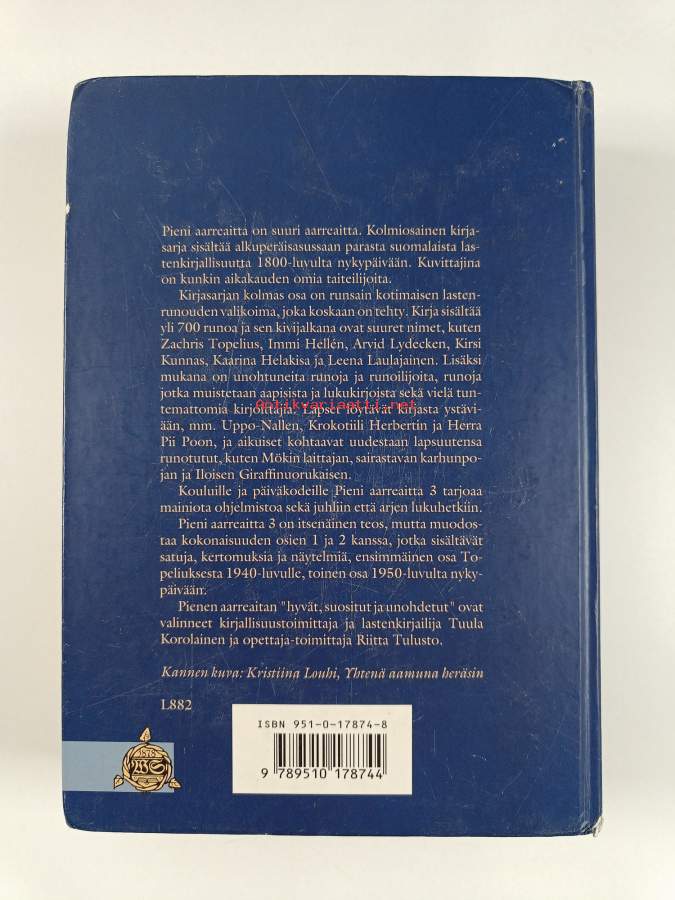 Pieni aarreaitta on suuri aarreaitta. Kolmiosainen kirja-
sarja sisältää alkuperäisasussaan parasta suomalaista las-
tenkirjallisuutta 1800-luvulta nykypäivään. Kuvittajina
on kunkin aikakauden omia taiteilijoita.
Kirjasarjan kolmas osa on runsain kotimaisen lasten-
runouden valikoima, joka koskaan on tehty. Kirja sisältää
yli 700 runoa ja sen kivijalkana ovat suuret nimet, kuten
Zachris Topelius, Immi Hellén, Arvid Lydecken, Kirsi
Kunnas, Kaarina Helakisa ja Leena Laulajainen. Lisäksi
mukana on unohtuneita runoja ja runoilijoita, runoja
jotka muistetaan aapisista ja lukukirjoista sekä vielä tun-
temattomia kirjoittajia. Lapset löytävät kirjasta ystävi-
antikvariaatti.net
ään, mm. Uppo-Nallen, Krokotiili Herbertin ja Herra
Pii Poon, ja aikuiset kohtaavat uudestaan lapsuutensa
runotutut, kuten Mökin laittajan, sairastavan karhunpo-
jan ja Iloisen Giraffinuorukaisen.
Kouluille ja päiväkodeille Pieni aarreaitta 3 tarjoaa
mainiota ohjelmistoa sekä juhliin että arjen lukuhetkiin.
Pieni aarreaitta 3 on itsenäinen teos, mutta muodos-
taa kokonaisuuden osien 1 ja 2 kanssa, jotka sisältävät
satuja, kertomuksia ja näytelmiä, ensimmäinen osa To-
peliuksesta 1940-luvulle, toinen osa 1950-luvulta nyky-
päivään.
Pienen aarreaitan "hyvät, suositut ja unohdetut" ovat
valinneet kirjallisuustoimittaja ja lastenkirjailija Tuula
Korolainen ja opettaja-toimittaja Riitta Tulusto.
Kannen kuva: Kristiina Louhi, Yhtenä aamuna heräsin
L882
ISBN 951-0-17874-8
9 789510 178744
1878
WS